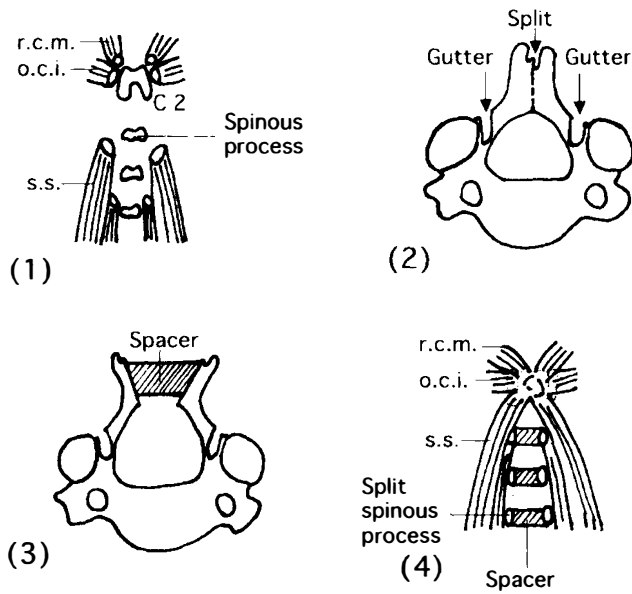 r.c.m.
o.c.i.
C 2
Spinous
process
s.s.
(1)
Split
Gutter Gutter
(2)
Spacer
(3)
r.c.m.
o.c.i.
s.s.
Split
spinous
process
(4)
Spacer